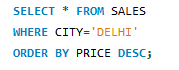 SELECT * FROM SALES
WHERE CITY='DELHI'
ORDER BY PRICE DESC;